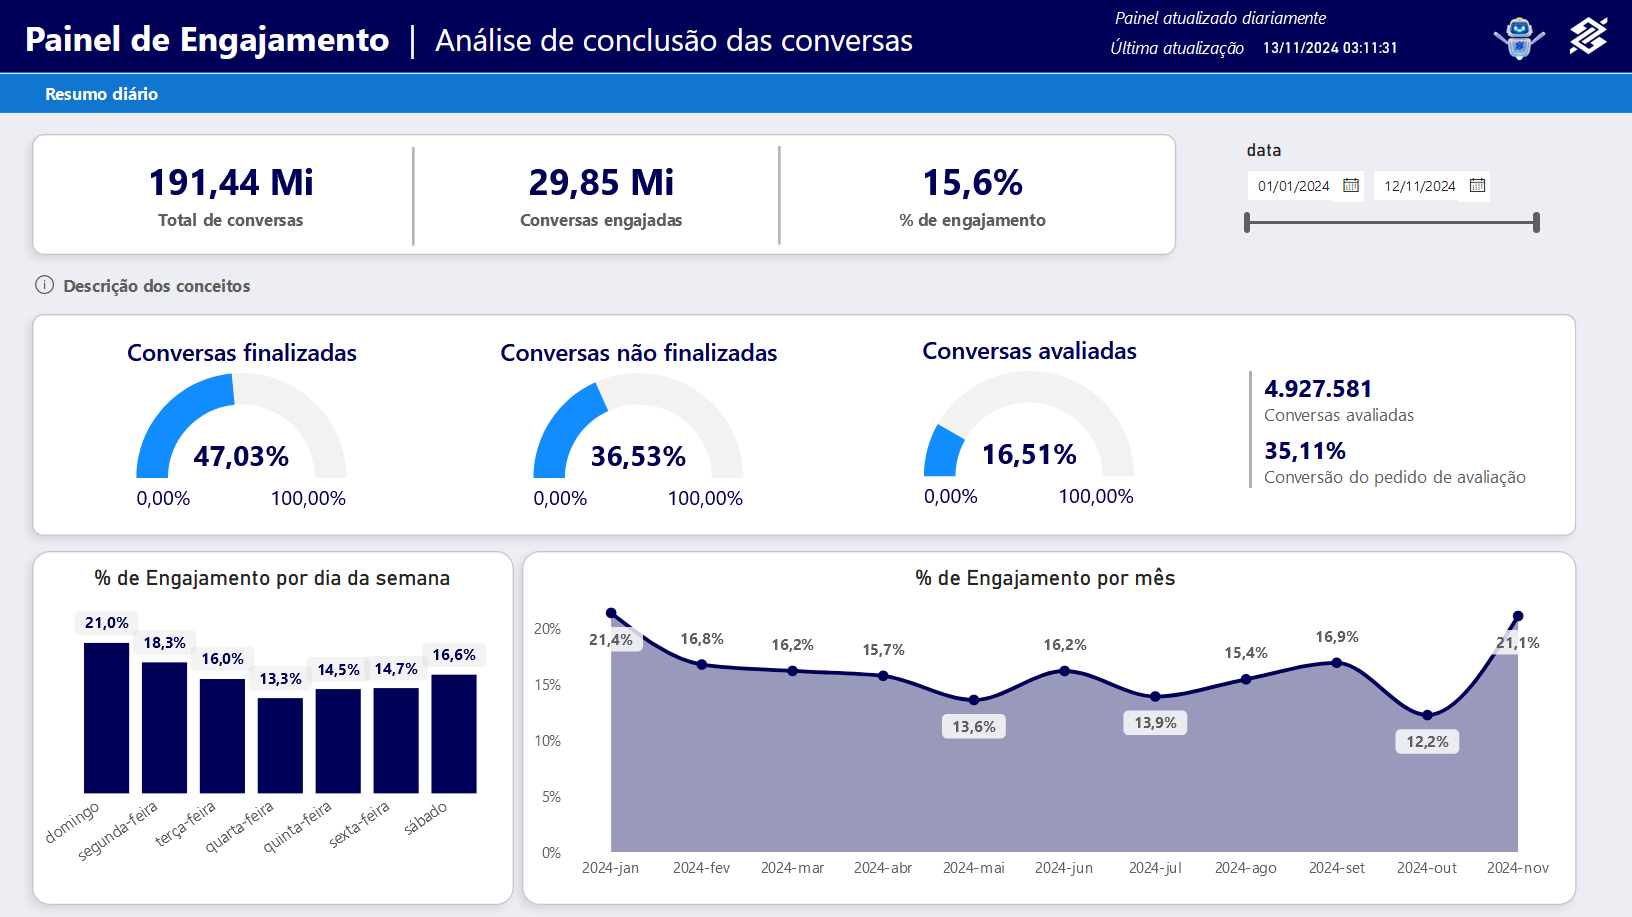 Painel de Engajamento | Análise de conclusão das conversas
Painel atualizado diariamente
Última atualização 13/11/2024 03:11:31
Resumo diário
191,44 Mi
Total de conversas
29,85 Mi
Conversas engajadas
15,6%
% de engajamento
data
01/01/2024
12/11/2024
Descrição dos conceitos
Conversas finalizadas
47,03%
0,00%
100,00%
Conversas não finalizadas
36,53%
0,00%
100,00%
Conversas avaliadas
16,51%
0,00%
100,00%
4.927.581
Conversas avaliadas
35,11%
Conversão do pedido de avaliação
% de Engajamento por dia da semana
21,0%
18,3%
16,0%
13,3%
14,5%
14,7%
16,6%
domingo
segunda-feira
terça-feira
quarta-feira
quinta-feira
sexta-feira
sábado
% de Engajamento por mês
20%
15%
10%
5%
0%
21,4%
16,8%
16,2%
15,7%
13,6%
16,2%
13,9%
15,4%
16,9%
12,2%
21,1%
2024-jan
2024-fev
2024-mar
2024-abr
2024-mai
2024-jun
2024-jul
2024-ago
2024-set
2024-out
2024-nov